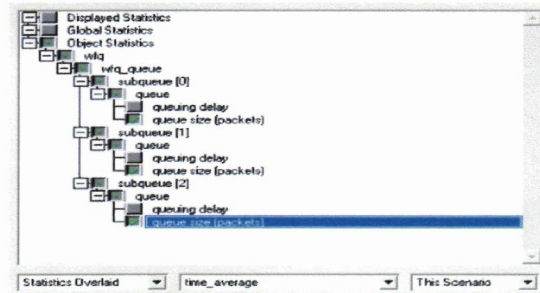 Displayed Statistics
Global Statistics
Object Statistics
wfq
wfq_queue
subqueue [0]
queue
queuing delay
queue size (packets)
subqueue [1]
queue
queuing delay
queue size (packets)
subqueue [2]
queue
queuing delay
queue size (packets)
Statistics Overlaid
time_average
This Scenario